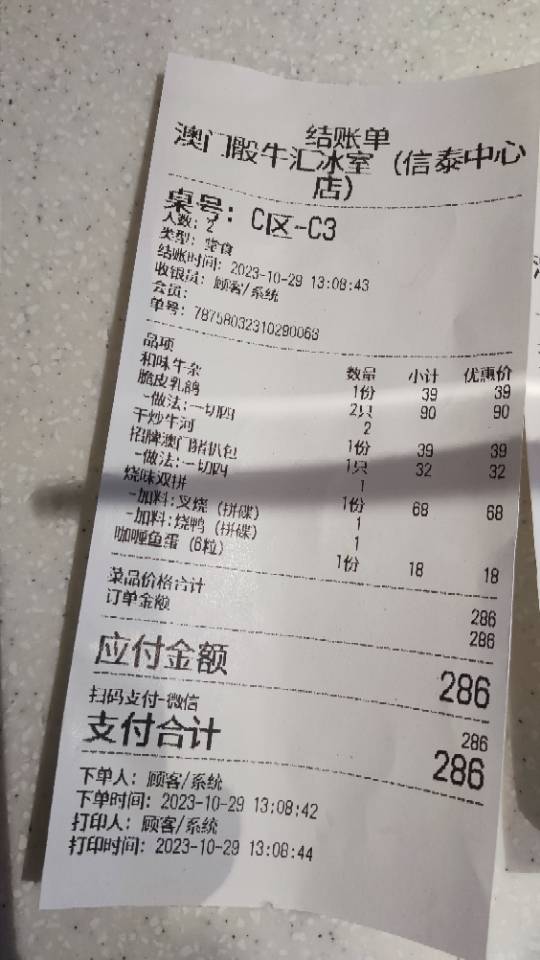 结账单
澳门骰牛汇冰室（信泰中心
店）
桌号：C区-C3
人数：2
类型：堂食
结账时间：2023-10-29 13:08:43
收银员：顾客/系统
会员：
单号：78758032310290063
品项 数量 小计 优惠价
和味牛杂 1份 39 39
脆皮乳鸽 2只 90 90
-做法:一切四 2
干炒牛河 1份 39 39
招牌澳门猪扒包 1只 32 32
-做法:一切四 1
烧味双拼 1份 68 68
-加料:叉烧（拼碟） 1
-加料:烧鸭（拼碟） 1
咖喱鱼蛋（6粒） 1份 18 18
菜品价格合计 286
订单金额 286
应付金额 286
扫码支付-微信 286
支付合计 286
下单人：顾客/系统
下单时间：2023-10-29 13:08:42
打印人：顾客/系统
打印时间：2023-10-29 13:08:44